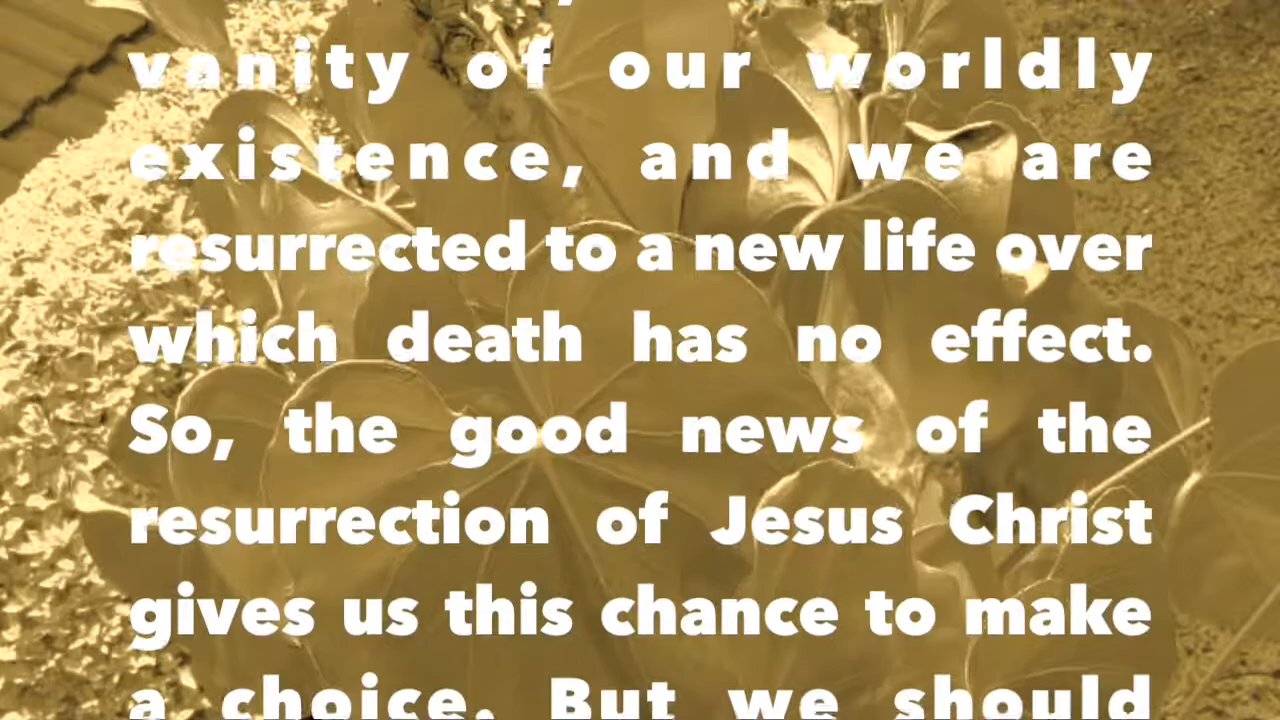 vanity of our worldly
existence, and we are
resurrected to a new life over
which death has no effect.
So, the good news of the
resurrection of Jesus Christ
gives us this chance to make
a choice. But we should